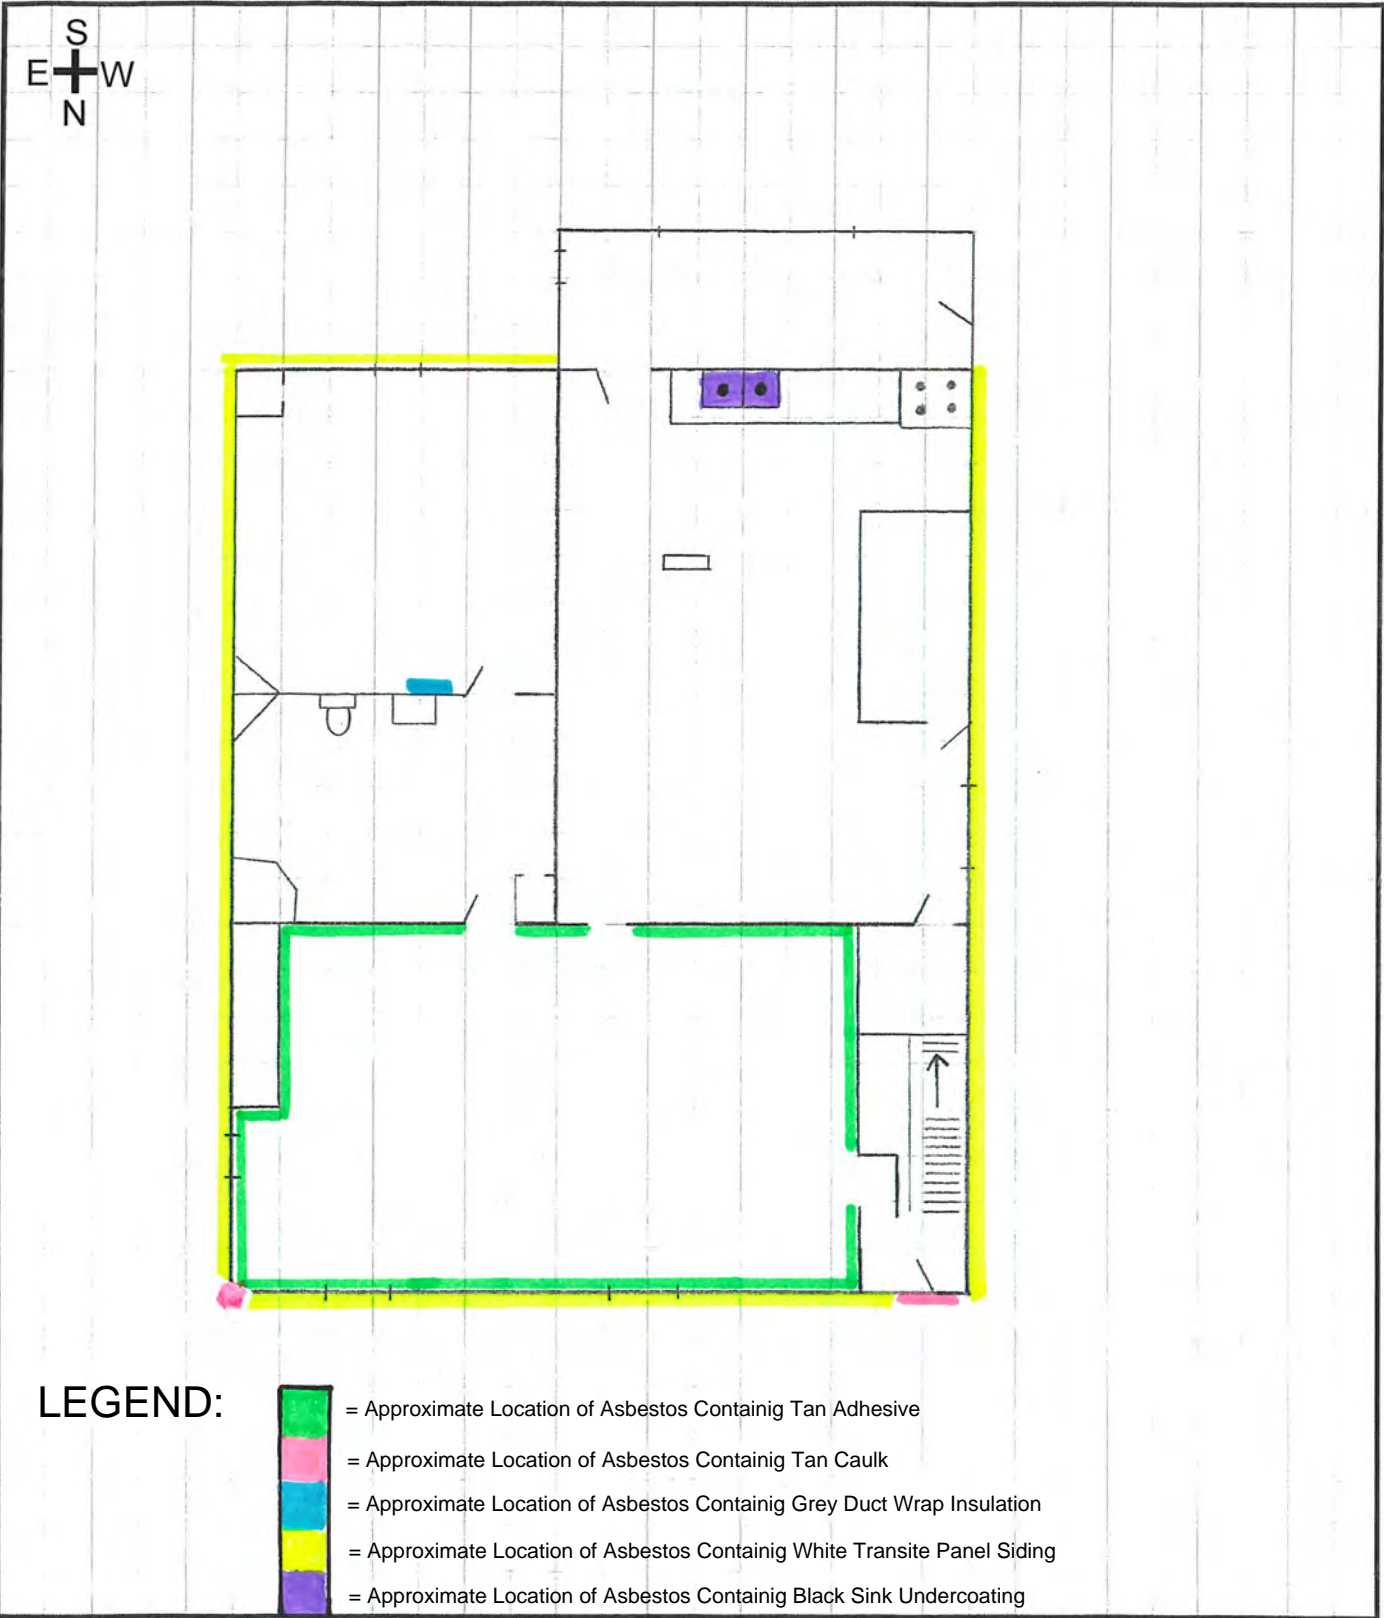 S
E W
N
LEGEND:
= Approximate Location of Asbestos Containig Tan Adhesive
= Approximate Location of Asbestos Containig Tan Caulk
= Approximate Location of Asbestos Containig Grey Duct Wrap Insulation
= Approximate Location of Asbestos Containig White Transite Panel Siding
= Approximate Location of Asbestos Containig Black Sink Undercoating